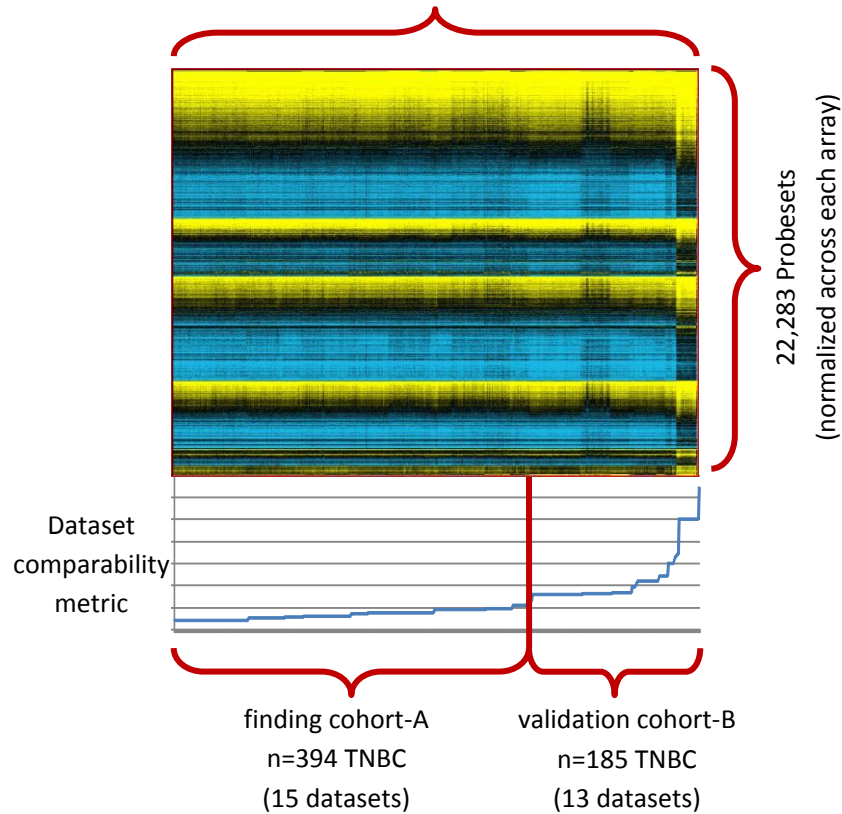 22,283 Probesets
(normalized across each array)
Dataset
comparability
metric
finding cohort-A
n=394 TNBC
(15 datasets)
validation cohort-B
n=185 TNBC
(13 datasets)